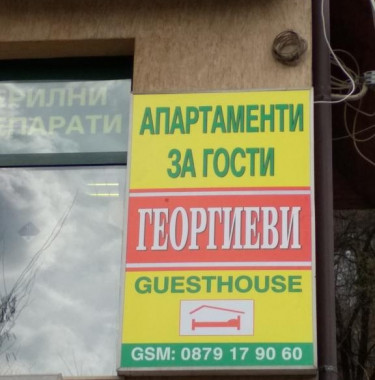 АПАРТАМЕНТИ
ЗА ГОСТИ
ГЕОРГИЕВИ
GUESTHOUSE
GSM: 0879 17 90 60